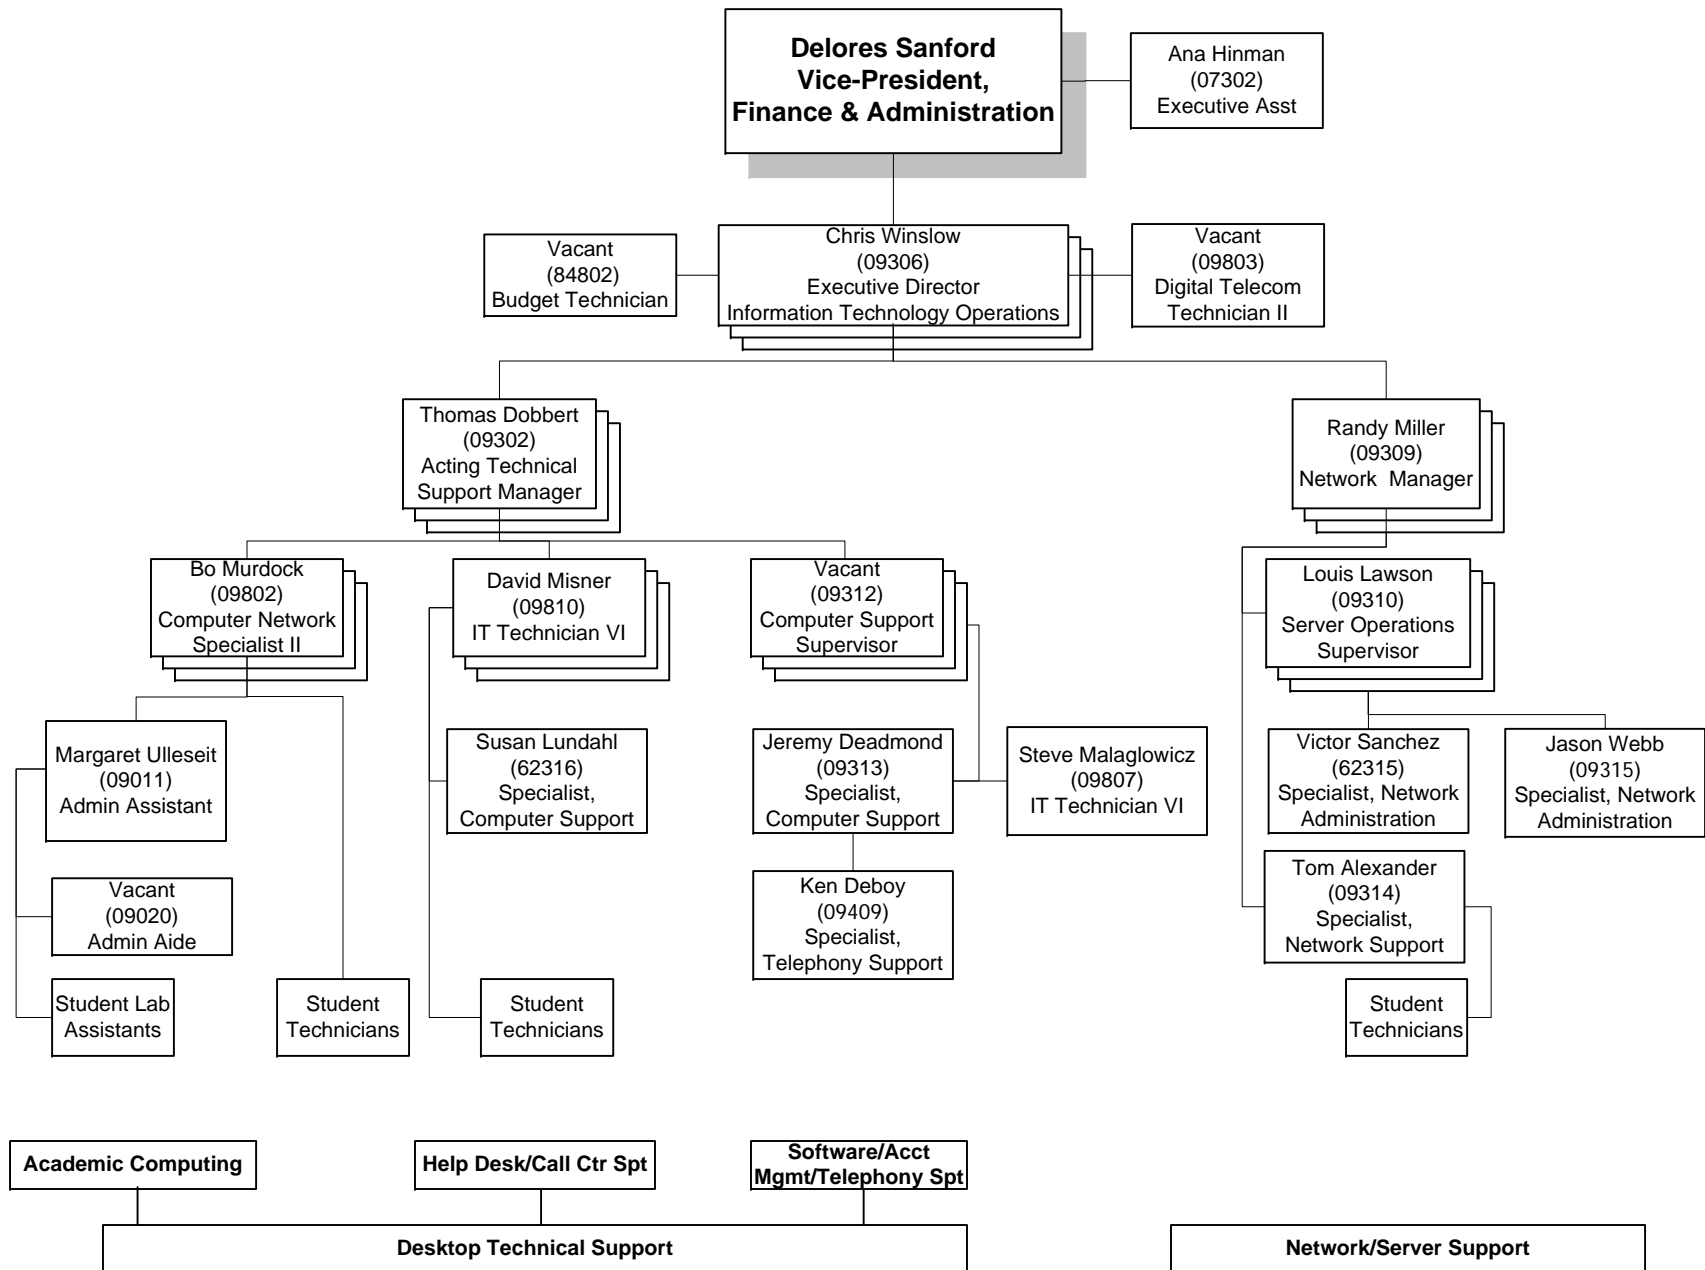 Delores Sanford
Vice-President,
Finance & Administration
Ana Hinman
(07302)
Executive Asst
Vacant
(84802)
Budget Technician
Chris Winslow
(09306)
Executive Director
Information Technology Operations
Vacant
(09803)
Digital Telecom
Technician II
Thomas Dobbert
(09302)
Acting Technical
Support Manager
Randy Miller
(09309)
Network Manager
Bo Murdock
(09802)
Computer Network
Specialist II
David Misner
(09810)
IT Technician VI
Vacant
(09312)
Computer Support
Supervisor
Louis Lawson
(09310)
Server Operations
Supervisor
Margaret Ulleseit
(09011)
Admin Assistant
Susan Lundahl
(62316)
Specialist,
Computer Support
Jeremy Deadmond
(09313)
Specialist,
Computer Support
Steve Malaglowicz
(09807)
IT Technician VI
Victor Sanchez
(62315)
Specialist, Network
Administration
Jason Webb
(09315)
Specialist, Network
Administration
Vacant
(09020)
Admin Aide
Ken Deboy
(09409)
Specialist,
Telephony Support
Tom Alexander
(09314)
Specialist,
Network Support
Student Lab
Assistants
Student
Technicians
Student
Technicians
Student
Technicians
Academic Computing
Help Desk/Call Ctr Spt
Software/Acct
Mgmt/Telephony Spt
Desktop Technical Support
Network/Server Support